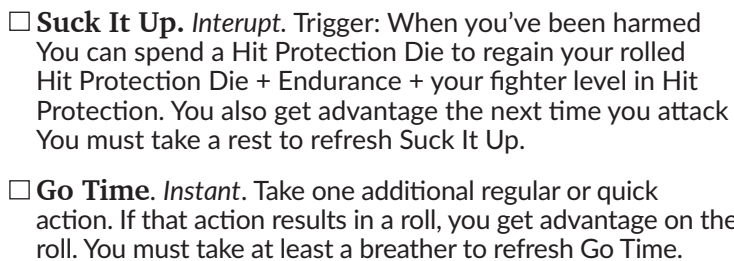 ☐ Suck It Up. Interupt. Trigger: When you've been harmed
You can spend a Hit Protection Die to regain your rolled
Hit Protection Die + Endurance + your fighter level in Hit
Protection. You also get advantage the next time you attack
You must take a rest to refresh Suck It Up.
☐ Go Time. Instant. Take one additional regular or quick
action. If that action results in a roll, you get advantage on the
roll. You must take at least a breather to refresh Go Time.